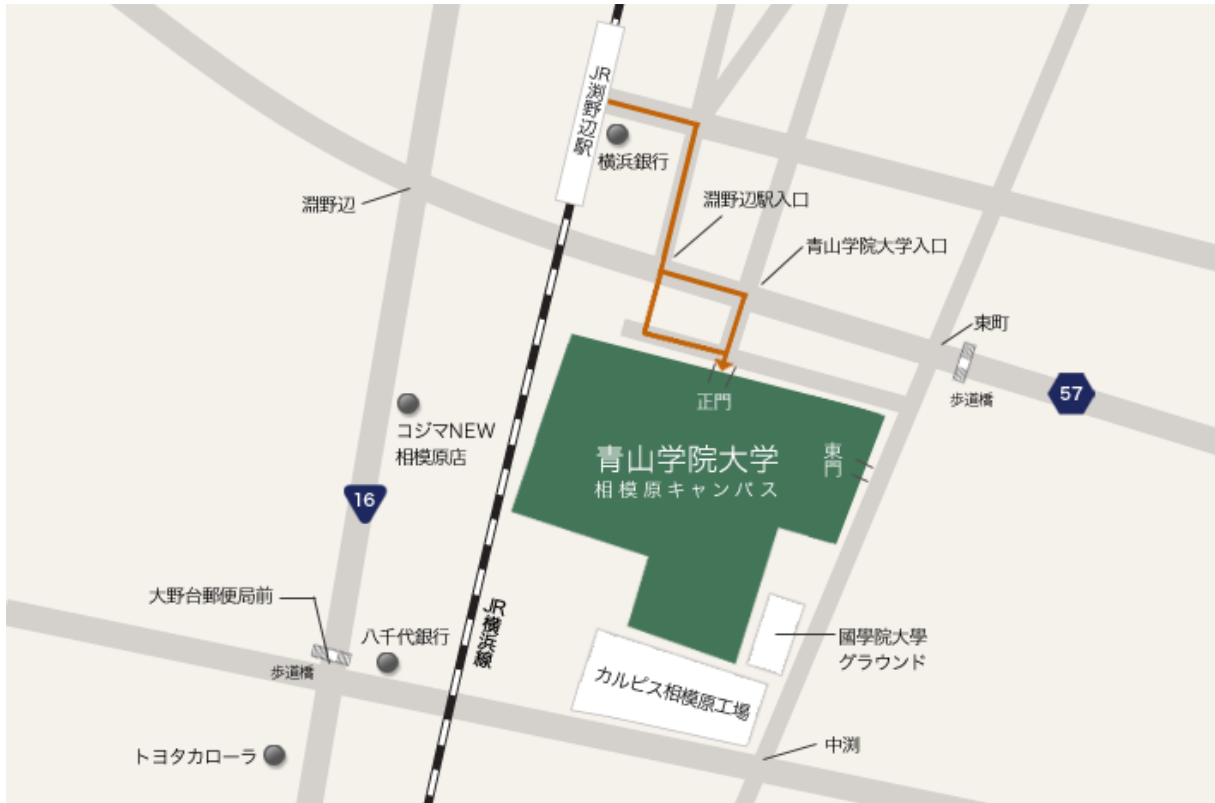 JR渕野辺駅
横浜銀行
淵野辺
淵野辺駅入口
青山学院大学入口
東町
歩道橋
57
正門
コジマNEW
相模原店
青山学院大学
相模原キャンパス
東門
16
大野台郵便局前
八千代銀行
歩道橋
JR横浜線
國學院大學
グラウンド
カルピス相模原工場
中渕
トヨタカローラ